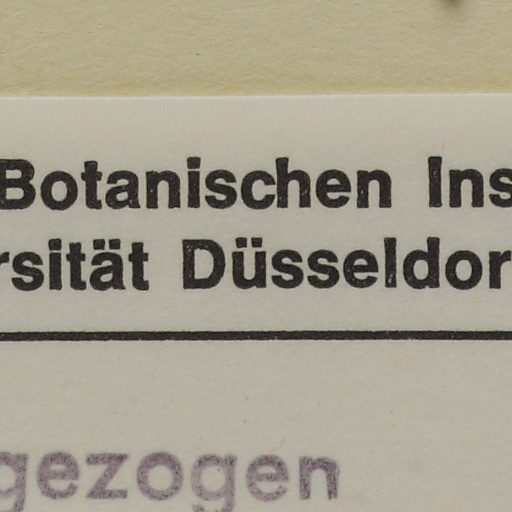 Botanischen Ins
rsität Düsseldor
gezogen